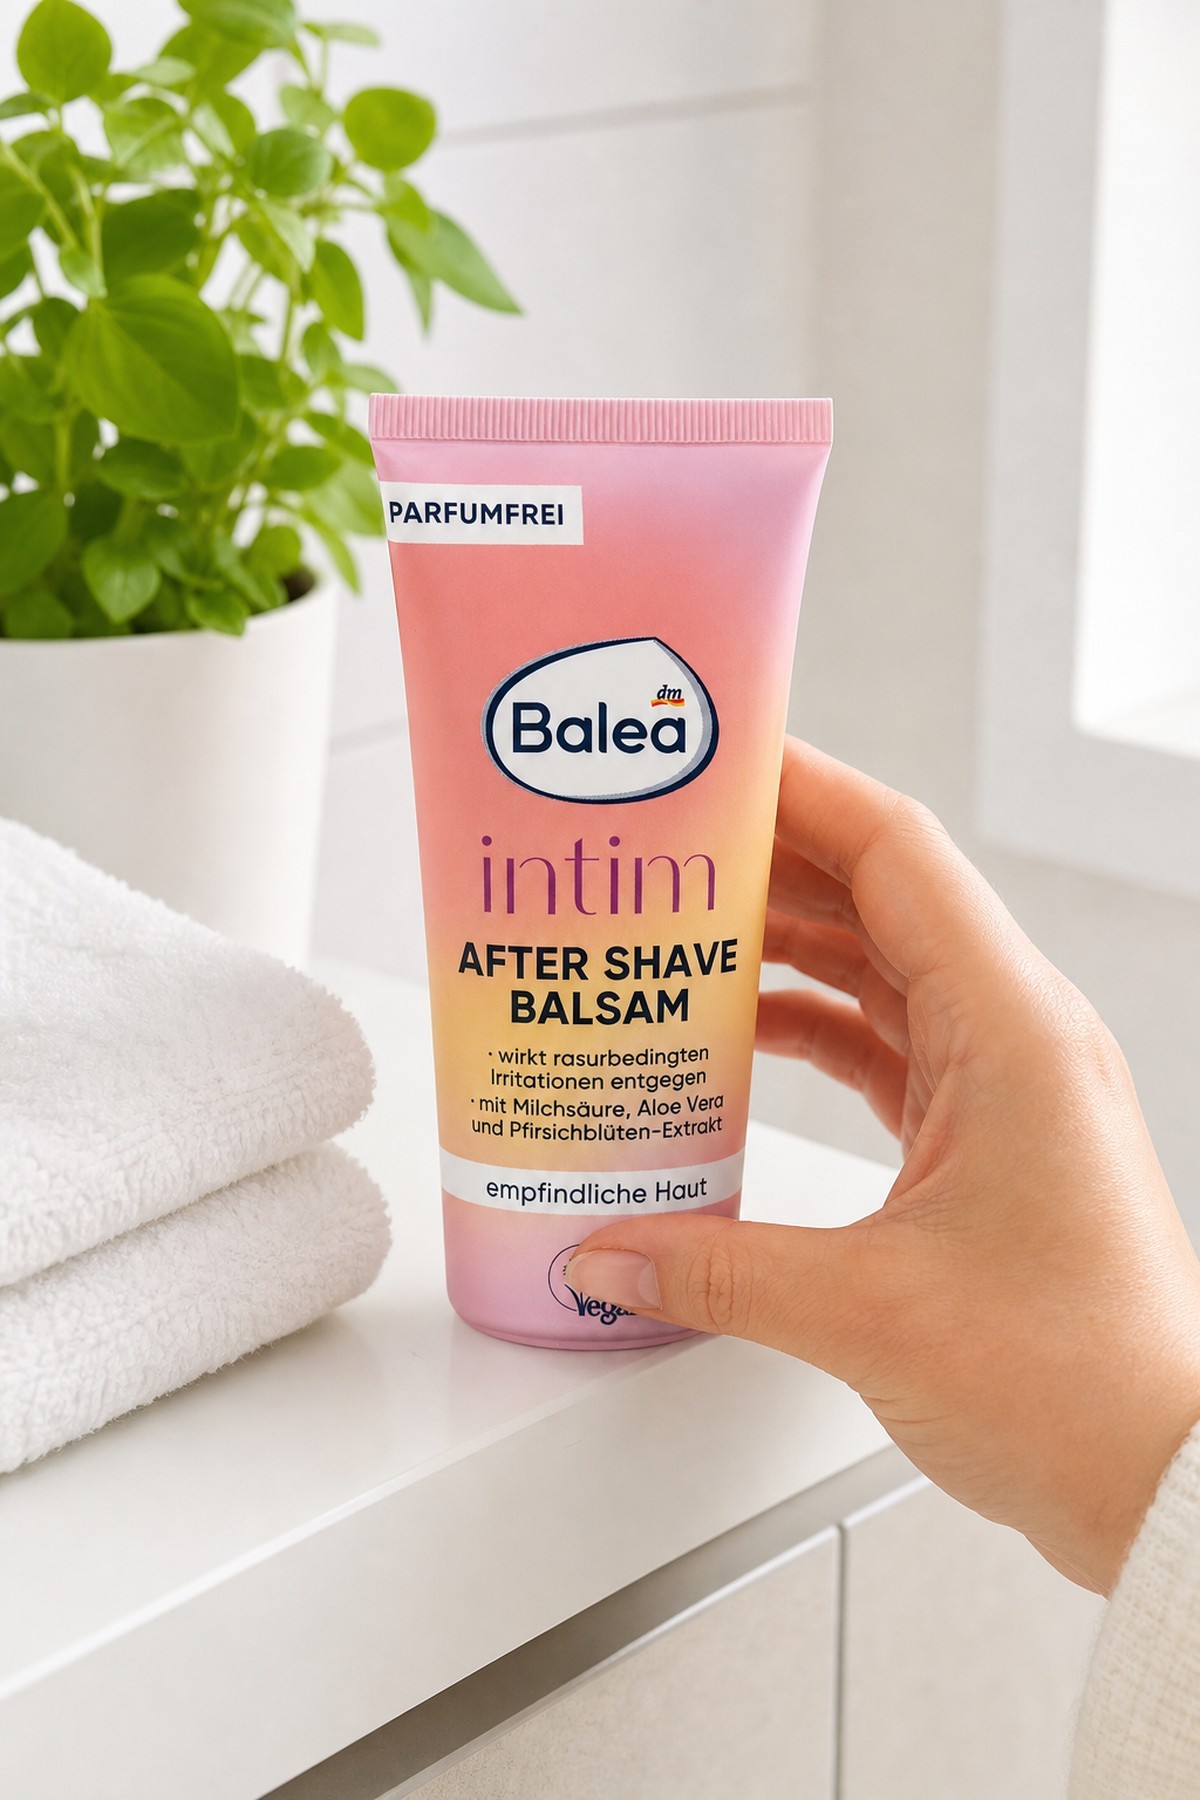 PARFUMFREI
dm
Balea
intim
AFTER SHAVE
BALSAM
· wirkt rasurbedingten
Irritationen entgegen
· mit Milchsäure, Aloe Vera
und Pfirsichblüten-Extrakt
empfindliche Haut